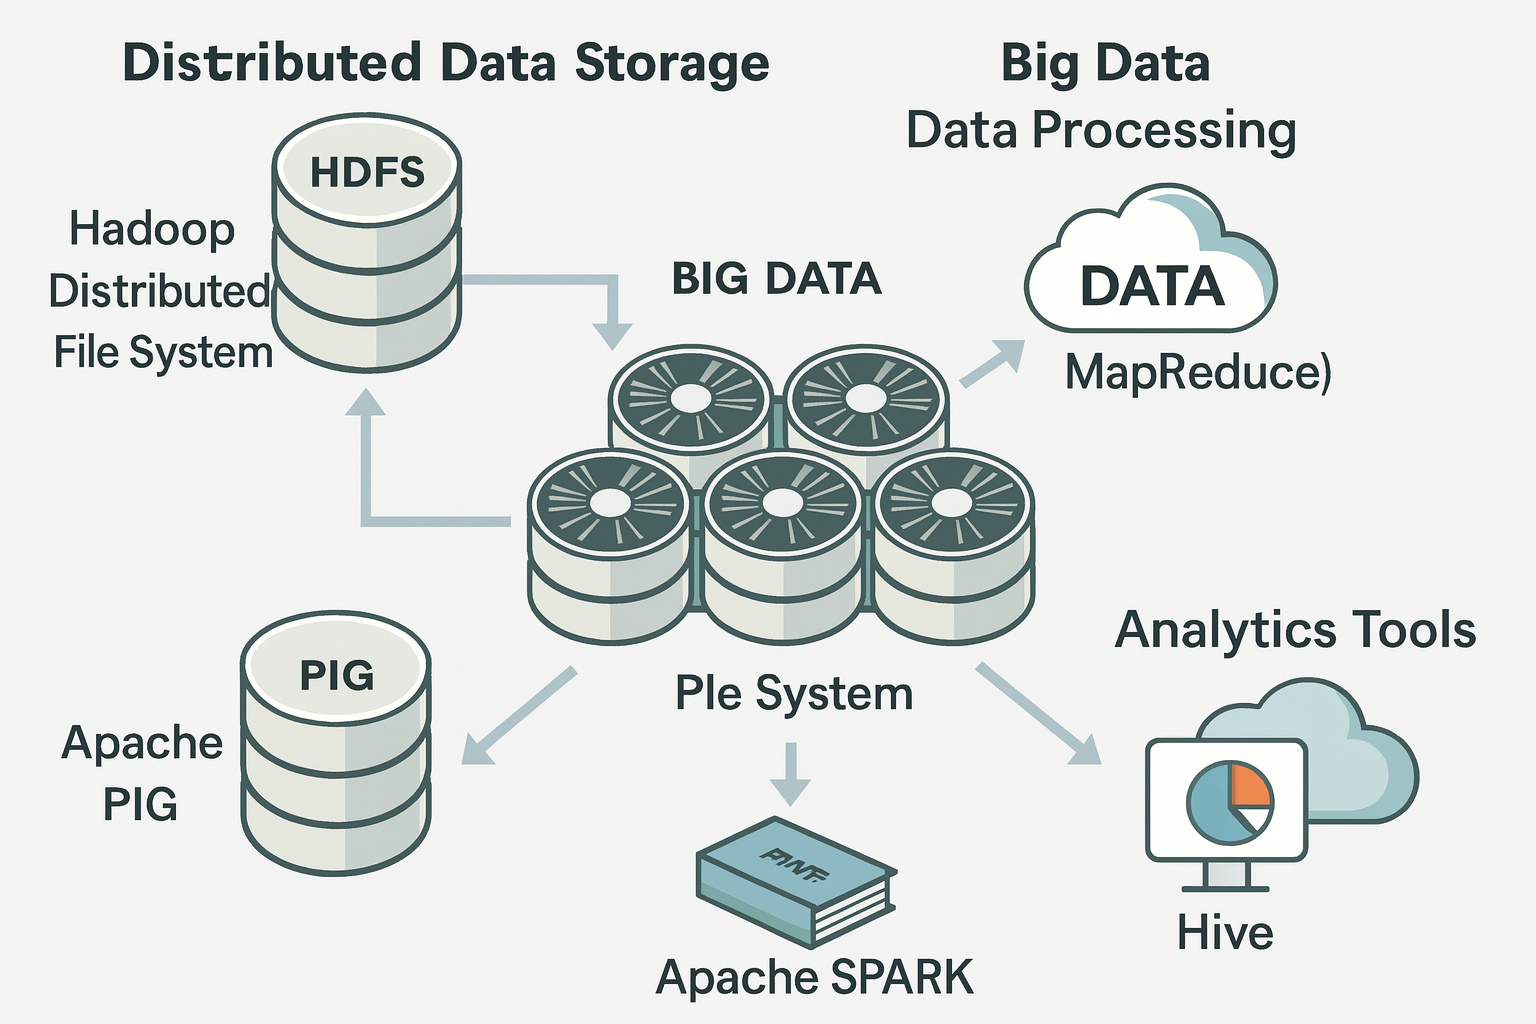 Distributed Data Storage
HDFS
Hadoop
Distributed
File System
Big Data
Data Processing
DATA
MapReduce)
BIG DATA
Ple System
PIG
Apache
PIG
Apache SPARK
Analytics Tools
Hive